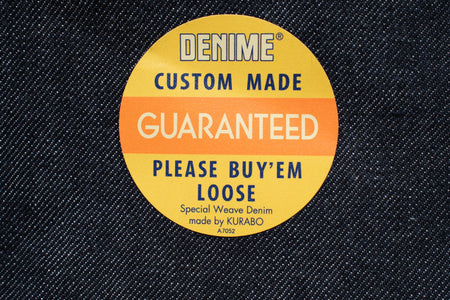 DENIME®
CUSTOM MADE
GUARANTEED
PLEASE BUY'EM
LOOSE
Special Weave Denim
made by KURABO
A7052